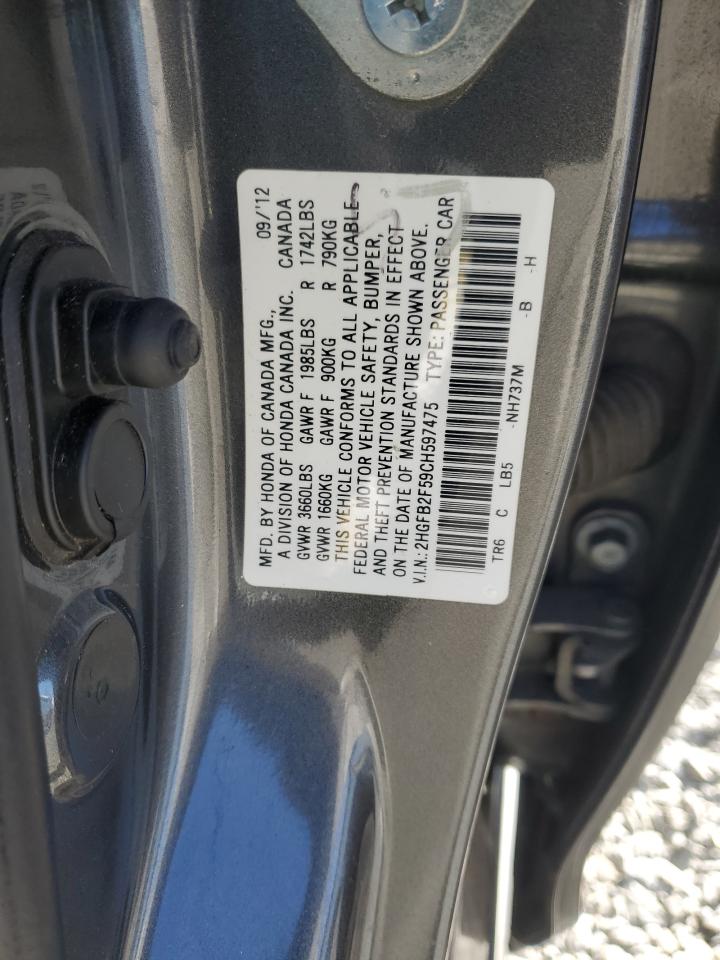 MFD. BY HONDA OF CANADA MFG., 09/'12
A DIVISION OF HONDA CANADA INC. CANADA
GVWR 3660LBS GAWR F 1985LBS R 1742LBS
GVWR 1660KG GAWR F 900KG R 790KG
THIS VEHICLE CONFORMS TO ALL APPLICABLE
FEDERAL MOTOR VEHICLE SAFETY, BUMPER,
AND THEFT PREVENTION STANDARDS IN EFFECT
ON THE DATE OF MANUFACTURE SHOWN ABOVE.
V.I.N.: 2HGFB2F59CH597475 TYPE: PASSENGER CAR
TR6 C LB5 -NH737M -B -H